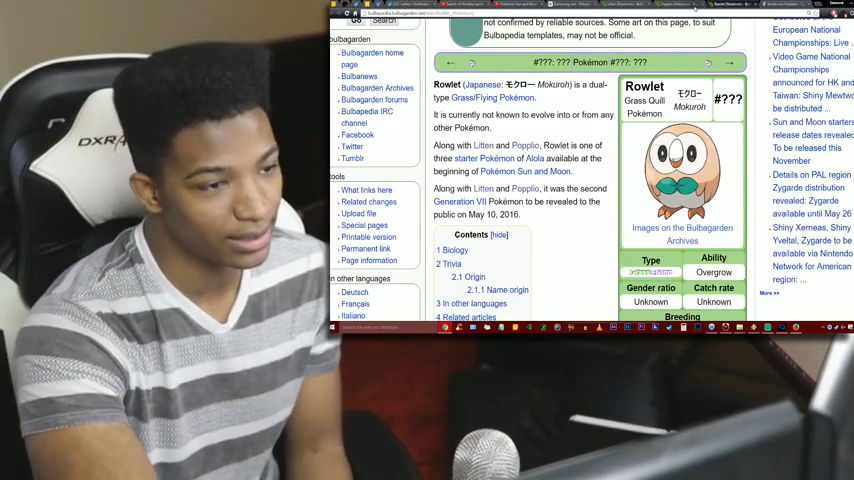 bulbapedia.bulbagarden.net
Go Search
bulbagarden
Bulbagarden home
page
Bulbanews
Bulbagarden Archives
Bulbagarden forums
Bulbapedia IRC
channel
Facebook
Twitter
Tumblr
tools
What links here
Related changes
Upload file
Special pages
Printable version
Permanent link
Page information
in other languages
Deutsch
Français
Italiano
not confirmed by reliable sources. Some art on this page, to suit
Bulbapedia templates, may not be official.
← #???: ??? Pokémon #???: ??? →
Rowlet (Japanese: モクロー Mokuroh) is a dual-
type Grass/Flying Pokémon.
It is currently not known to evolve into or from any
other Pokémon.
Along with Litten and Popplio, Rowlet is one of
three starter Pokémon of Alola available at the
beginning of Pokémon Sun and Moon.
Along with Litten and Popplio, it was the second
Generation VII Pokémon to be revealed to the
public on May 10, 2016.
Contents [hide]
1 Biology
2 Trivia
2.1 Origin
2.1.1 Name origin
3 In other languages
4 Related articles
Rowlet
Grass Quill
Pokémon
モクロー
Mokuroh
#???
Images on the Bulbagarden
Archives
Type
Grass Flying
Ability
Overgrow
Gender ratio
Unknown
Catch rate
Unknown
Breeding
of the
European National
Championships: Live ...
Video Game National
Championships
announced for HK and
Taiwan: Shiny Mewtwo
be distributed ...
Sun and Moon starters
release dates revealed
To be released this
November
Details on PAL region
Zygarde distribution
revealed: Zygarde
available until May 26
Shiny Xerneas, Shiny
Yveltal, Zygarde to be
available via Nintendo
Network for American
region: ...
More >>
DXR